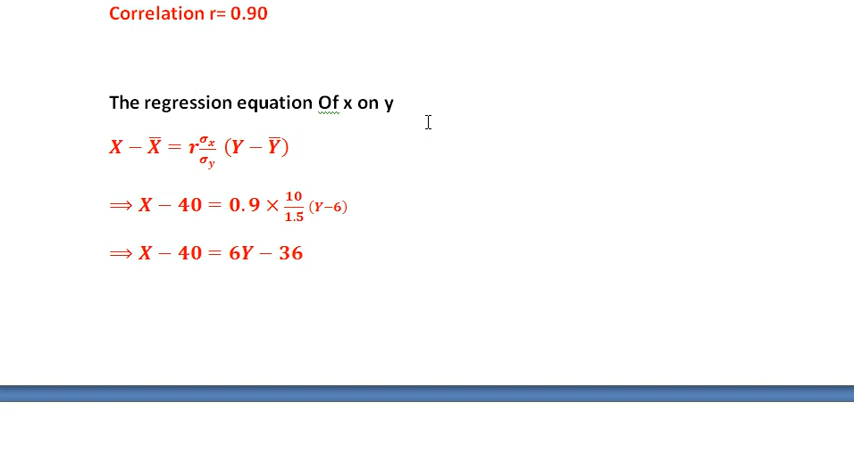 Correlation r= 0.90
The regression equation Of x on y
X − X̅ = r σx/σy (Y − Y̅)
⟹ X − 40 = 0.9 × 10/1.5 (Y−6)
⟹ X − 40 = 6Y − 36